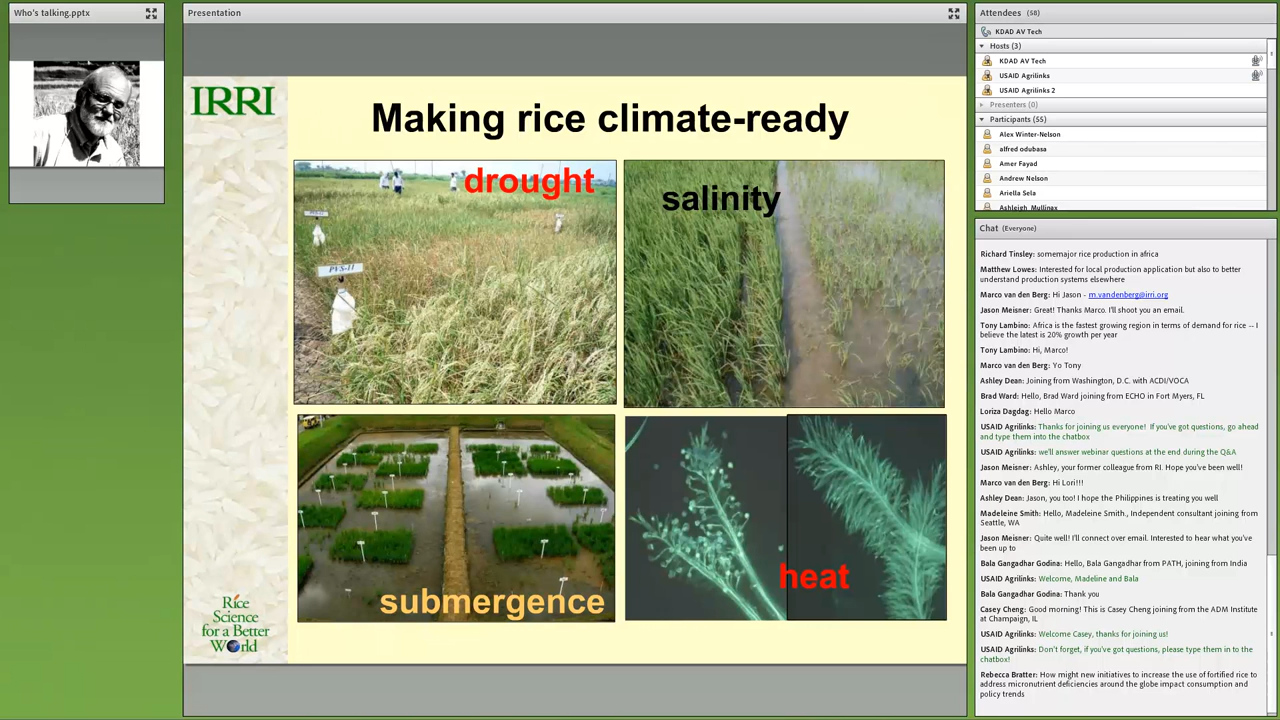 Who's talking.pptx
Presentation
IRRI
Making rice climate-ready
drought
PVS-11
salinity
submergence
heat
Rice
Science
for a Better
World
Attendees (58)
KDAD AV Tech
Hosts (3)
KDAD AV Tech
USAID Agrilinks
USAID Agrilinks 2
Presenters (0)
Participants (55)
Alex Winter-Nelson
alfred odubasa
Amer Fayad
Andrew Nelson
Ariella Sela
Ashleigh Mullinax
Chat (Everyone)
Richard Tinsley: somemajor rice production in africa
Matthew Lowes: Interested for local production application but also to better
understand production systems elsewhere
Marco van den Berg: Hi Jason - m.vandenberg@irri.org
Jason Meisner: Great! Thanks Marco. I'll shoot you an email.
Tony Lambino: Africa is the fastest growing region in terms of demand for rice -- I
believe the latest is 20% growth per year
Tony Lambino: Hi, Marco!
Marco van den Berg: Yo Tony
Ashley Dean: Joining from Washington, D.C. with ACDI/VOCA
Brad Ward: Hello, Brad Ward joining from ECHO in Fort Myers, FL
Loriza Dagdag: Hello Marco
USAID Agrilinks: Thanks for joining us everyone! If you've got questions, go ahead
and type them into the chatbox
USAID Agrilinks: we'll answer webinar questions at the end during the Q&A
Jason Meisner: Ashley, your former colleague from RI. Hope you've been well!
Marco van den Berg: Hi Lori!!!
Ashley Dean: Jason, you too! I hope the Philippines is treating you well
Madeleine Smith: Hello, Madeline Smith., Independent consultant joining from
Seattle, WA
Jason Meisner: Quite well! I'll connect over email. Interested to hear what you've
been up to
Bala Gangadhar Godina: Hello, Bala Gangadhar from PATH, joining from India
USAID Agrilinks: Welcome, Madeline and Bala
Bala Gangadhar Godina: Thank you
Casey Cheng: Good morning! This is Casey Cheng joining from the ADM Institute
at Champaign, IL
USAID Agrilinks: Welcome Casey, thanks for joining us!
USAID Agrilinks: Don't forget, if you've got questions, please type them in to the
chatbox!
Rebecca Bratter: How might new initiatives to increase the use of fortified rice to
address micronutrient deficiencies around the globe impact consumption and
policy trends